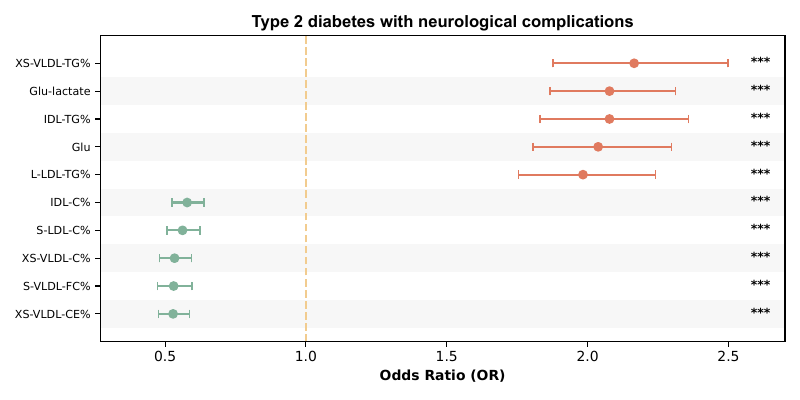 Type 2 diabetes with neurological complications
XS-VLDL-TG% ***
Glu-lactate ***
IDL-TG% ***
Glu ***
L-LDL-TG% ***
IDL-C% ***
S-LDL-C% ***
XS-VLDL-C% ***
S-VLDL-FC% ***
XS-VLDL-CE% ***
0.5 1.0 1.5 2.0 2.5
Odds Ratio (OR)